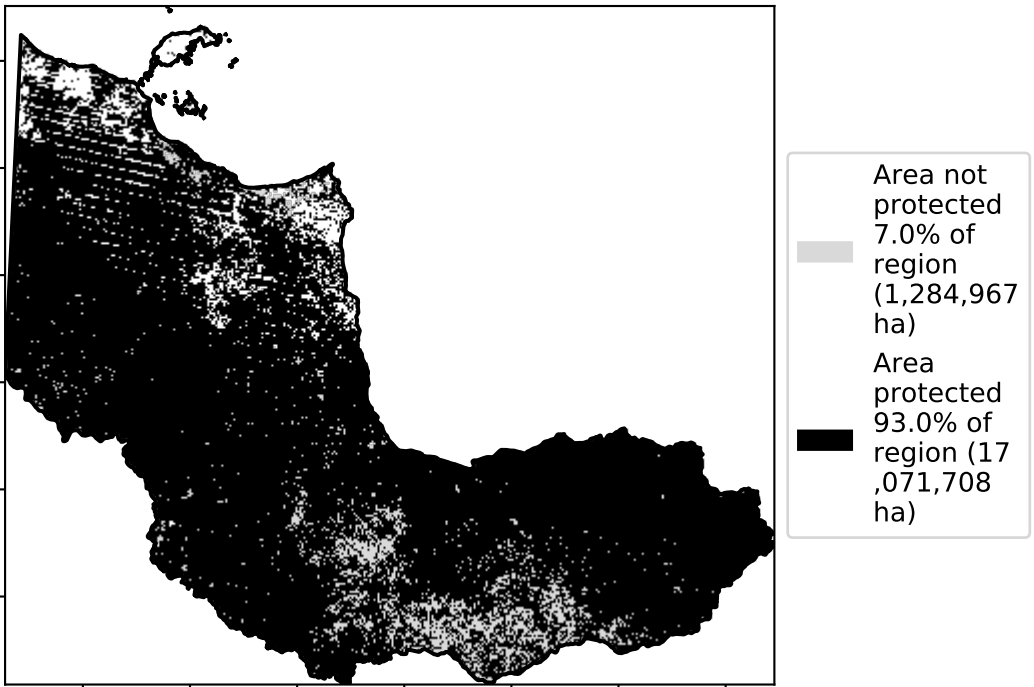 Area not
protected
7.0% of
region
(1,284,967
ha)
Area
protected
93.0% of
region (17
,071,708
ha)